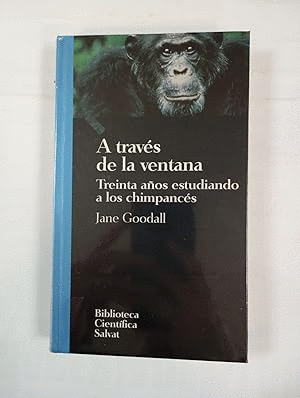 A través
de la ventana
Treinta años estudiando
a los chimpancés
Jane Goodall
Biblioteca
Científica
Salvat